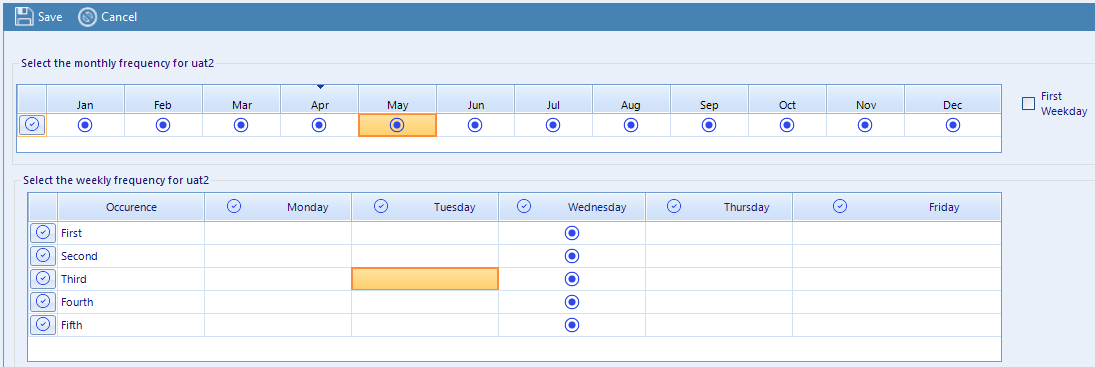 Save Cancel
Select the monthly frequency for uat2
Jan Feb Mar Apr May Jun Jul Aug Sep Oct Nov Dec
First
Weekday
Select the weekly frequency for uat2
Occurence Monday Tuesday Wednesday Thursday Friday
First
Second
Third
Fourth
Fifth